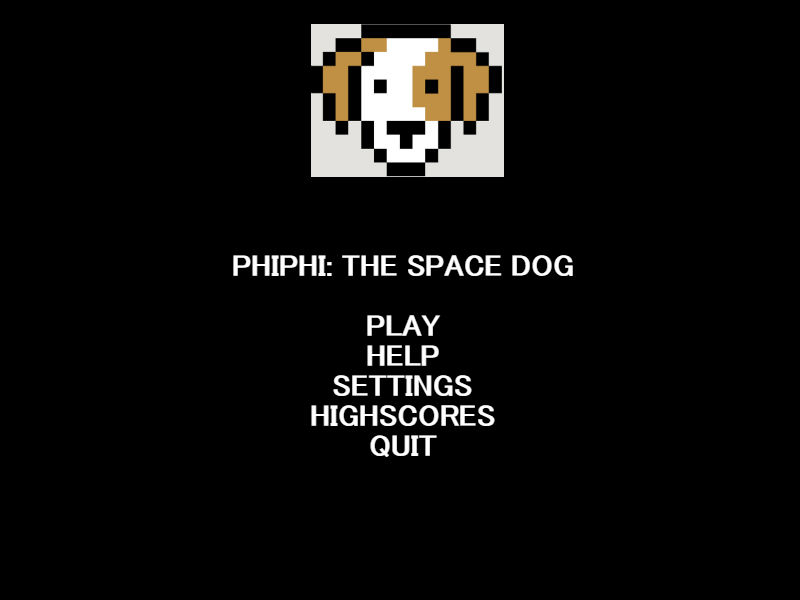 PHIPHI: THE SPACE DOG
PLAY
HELP
SETTINGS
HIGHSCORES
QUIT